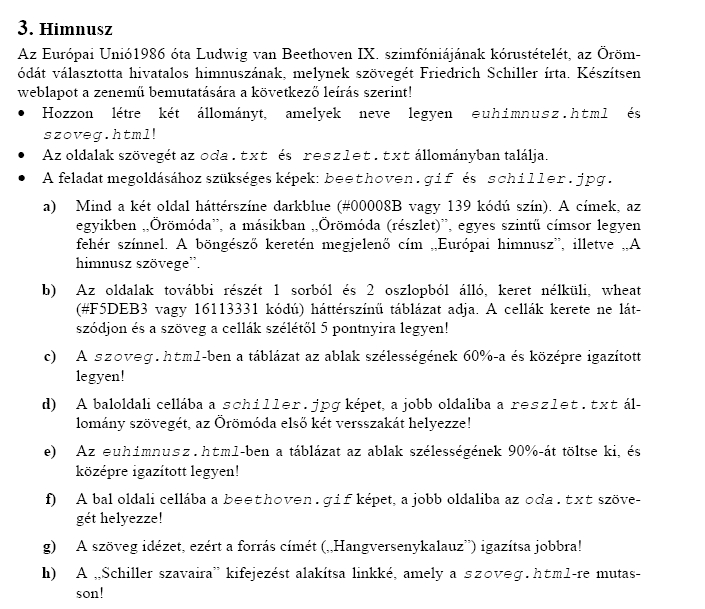 3. Himnusz
Az Európai Unió1986 óta Ludwig van Beethoven IX. szimfóniájának kórustételét, az Öröm-
ódát választotta hivatalos himnuszának, melynek szövegét Friedrich Schiller írta. Készítsen
weblapot a zenemű bemutatására a következő leírás szerint!
• Hozzon létre két állományt, amelyek neve legyen euhimnusz.html és
szoveg.html!
• Az oldalak szövegét az oda.txt és reszlet.txt állományban találja.
• A feladat megoldásához szükséges képek: beethoven.gif és schiller.jpg.
a) Mind a két oldal háttérszíne darkblue (#00008B vagy 139 kódú szín). A címek, az
egyikben „Örömóda”, a másikban „Örömóda (részlet)”, egyes szintű címsor legyen
fehér színnel. A böngésző keretén megjelenő cím „Európai himnusz”, illetve „A
himnusz szövege”.
b) Az oldalak további részét 1 sorból és 2 oszlopból álló, keret nélküli, wheat
(#F5DEB3 vagy 16113331 kódú) háttérszínű táblázat adja. A cellák kerete ne lát-
szódjon és a szöveg a cellák szélétől 5 pontnyira legyen!
c) A szoveg.html-ben a táblázat az ablak szélességének 60%-a és középre igazított
legyen!
d) A baloldali cellába a schiller.jpg képet, a jobb oldaliba a reszlet.txt ál-
lomány szövegét, az Örömóda első két versszakát helyezze!
e) Az euhimnusz.html-ben a táblázat az ablak szélességének 90%-át töltse ki, és
középre igazított legyen!
f) A bal oldali cellába a beethoven.gif képet, a jobb oldaliba az oda.txt szöve-
gét helyezze!
g) A szöveg idézet, ezért a forrás címét („Hangversenykalauz”) igazítsa jobbra!
h) A „Schiller szavaira” kifejezést alakítsa linkké, amely a szoveg.html-re mutas-
son!